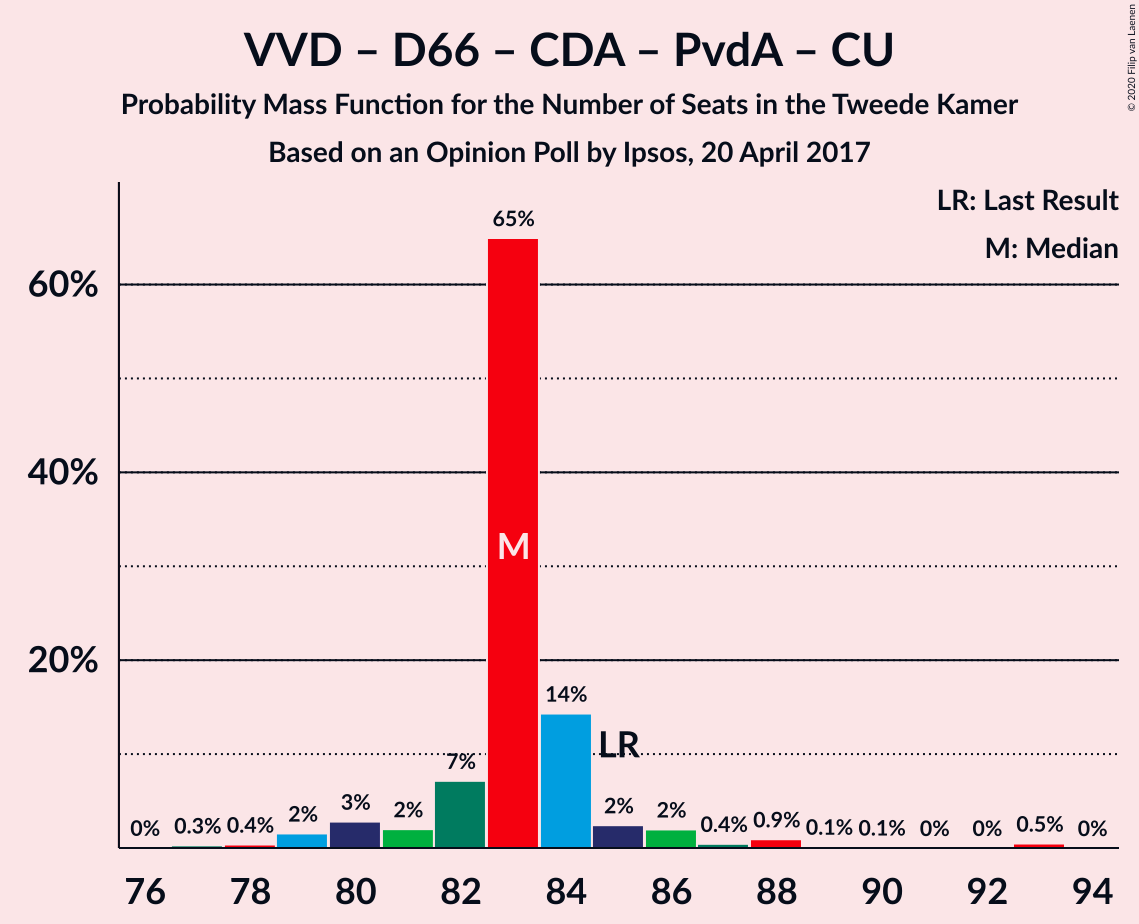 VVD – D66 – CDA – PvdA – CU
Probability Mass Function for the Number of Seats in the Tweede Kamer
Based on an Opinion Poll by Ipsos, 20 April 2017
© 2020 Filip van Laenen
LR: Last Result
M: Median
60%
40%
20%
0%
0.3%
0.4%
2%
3%
2%
7%
65%
M
14%
LR
2%
2%
0.4%
0.9%
0.1%
0.1%
0%
0%
0.5%
0%
76 78 80 82 84 86 88 90 92 94